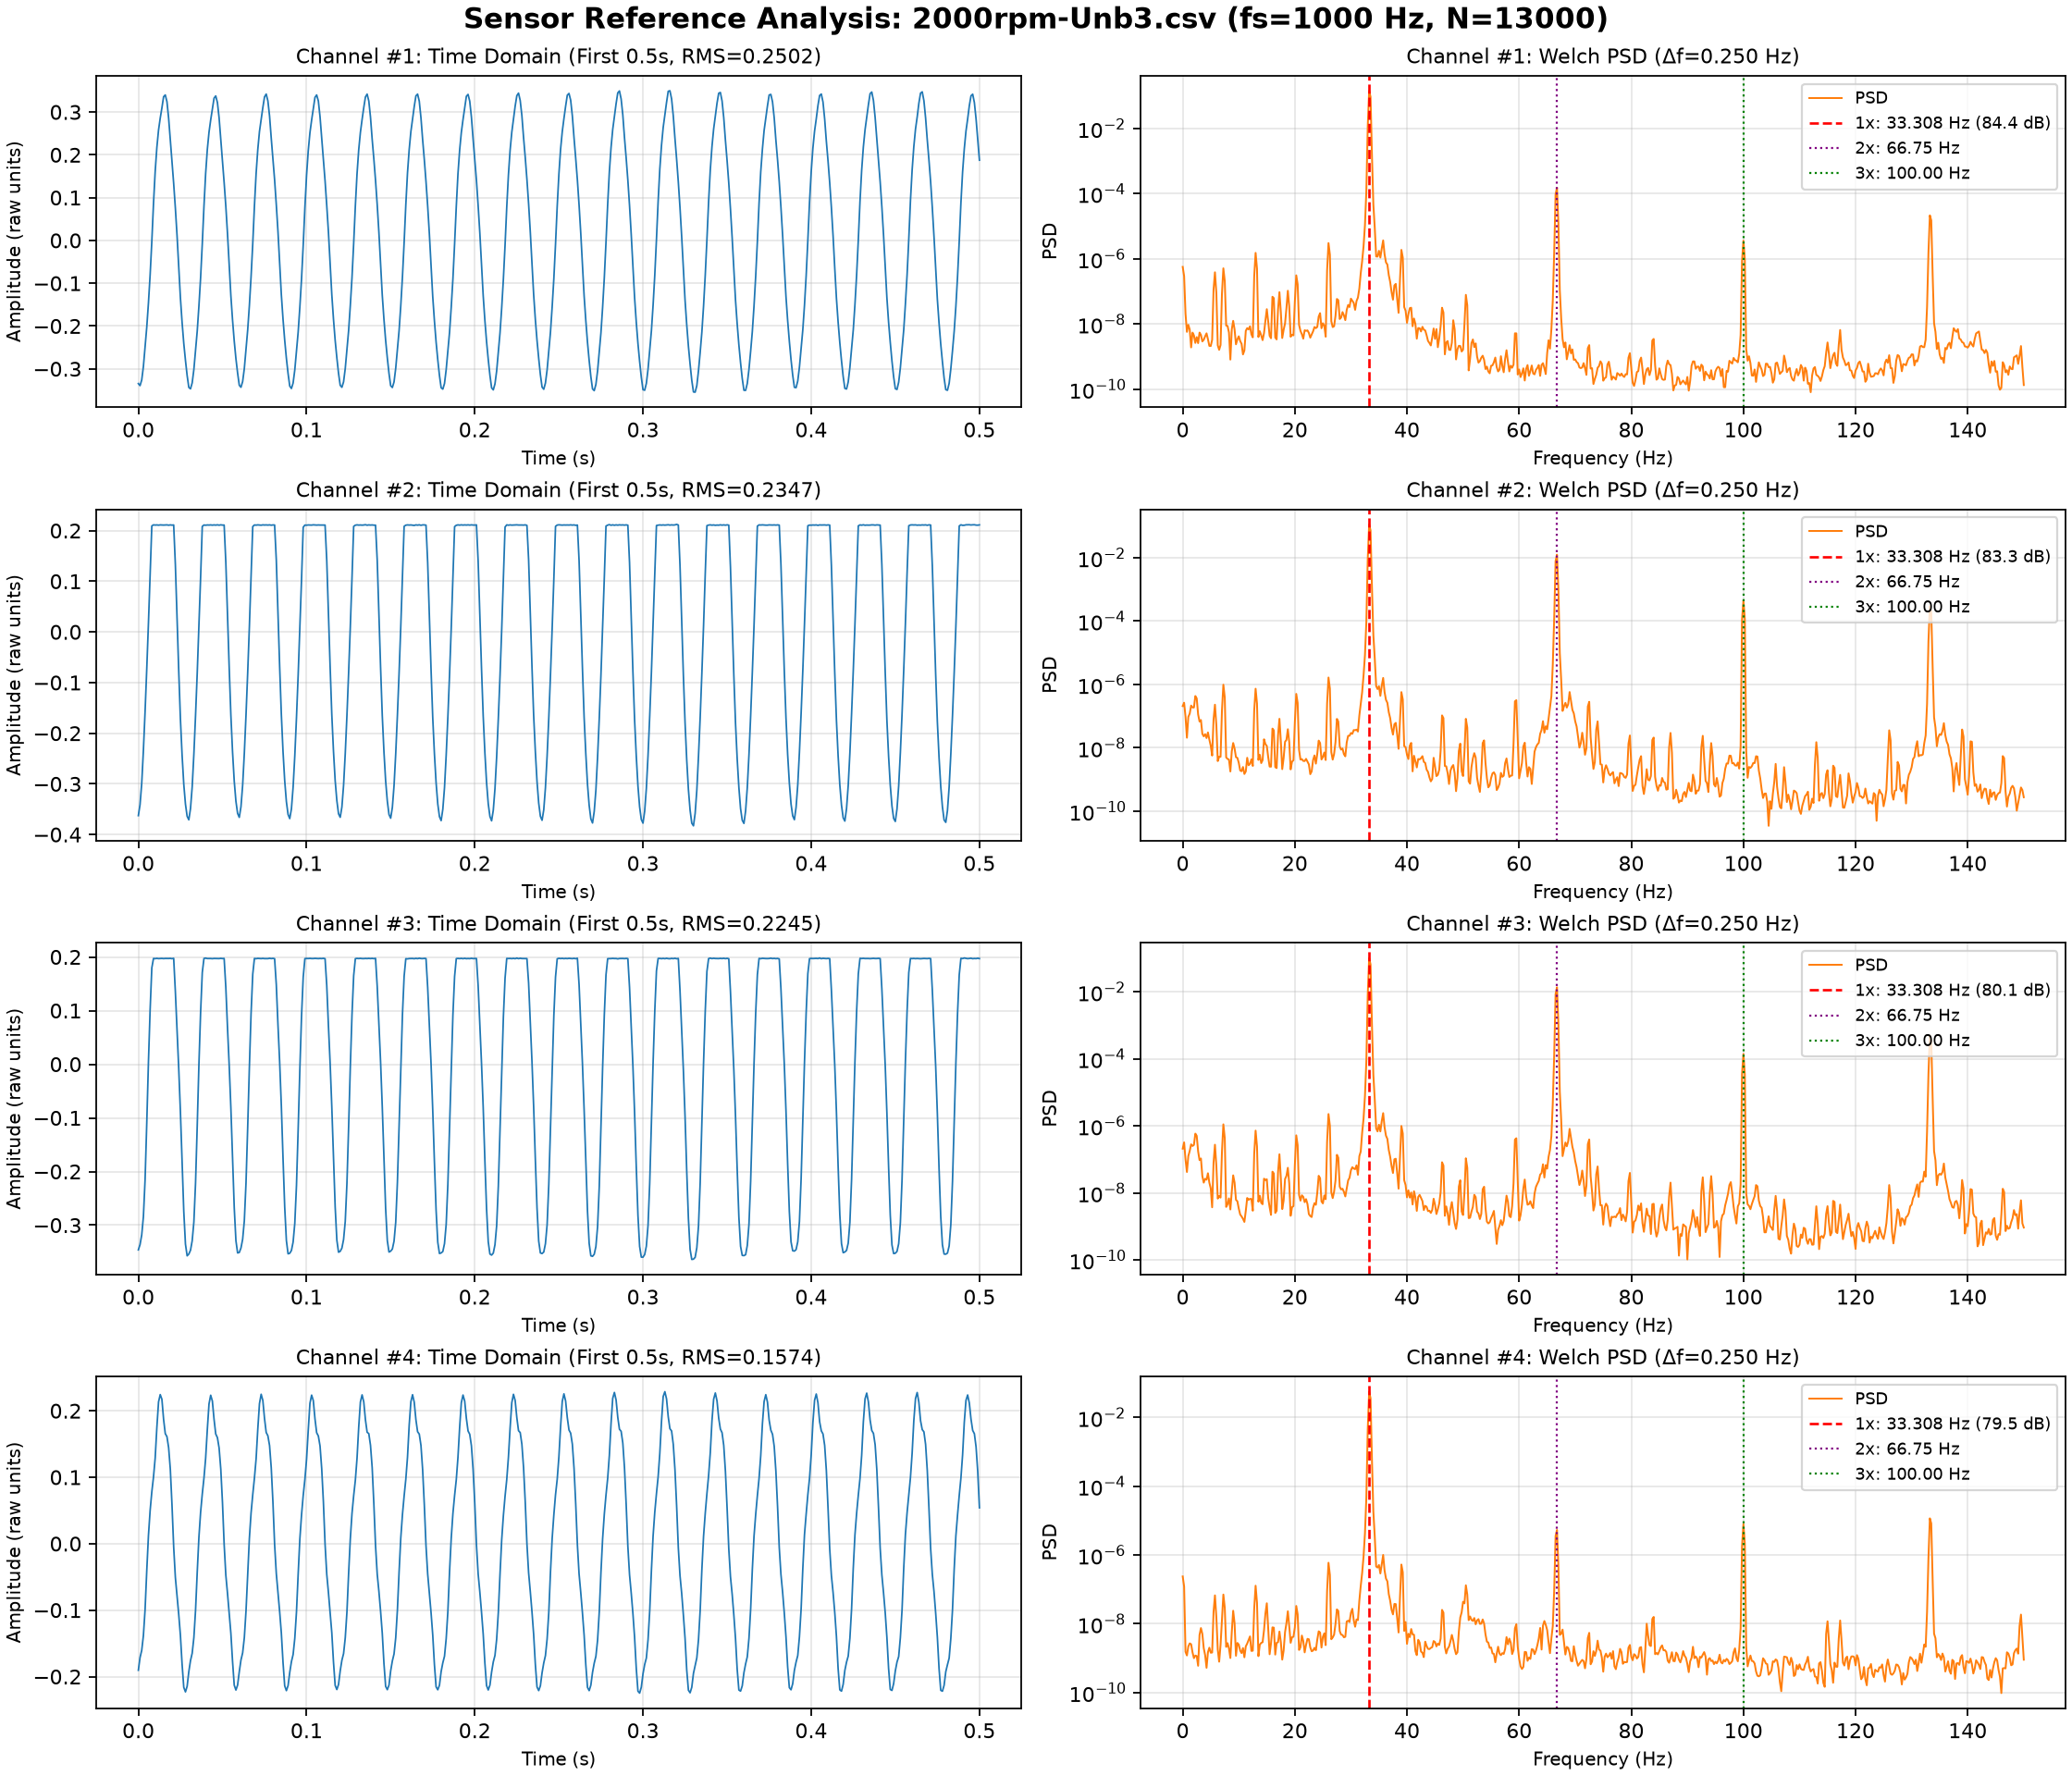 Sensor Reference Analysis: 2000rpm-Unb3.csv (fs=1000 Hz, N=13000)
Channel #1: Time Domain (First 0.5s, RMS=0.2502)
Amplitude (raw units)
0.3
0.2
0.1
0.0
−0.1
−0.2
−0.3
0.0 0.1 0.2 0.3 0.4 0.5
Time (s)
Channel #1: Welch PSD (Δf=0.250 Hz)
PSD
10⁻²
10⁻⁴
10⁻⁶
10⁻⁸
10⁻¹⁰
PSD
1x: 33.308 Hz (84.4 dB)
2x: 66.75 Hz
3x: 100.00 Hz
0 20 40 60 80 100 120 140
Frequency (Hz)
Channel #2: Time Domain (First 0.5s, RMS=0.2347)
Amplitude (raw units)
0.2
0.1
0.0
−0.1
−0.2
−0.3
−0.4
0.0 0.1 0.2 0.3 0.4 0.5
Time (s)
Channel #2: Welch PSD (Δf=0.250 Hz)
PSD
10⁻²
10⁻⁴
10⁻⁶
10⁻⁸
10⁻¹⁰
PSD
1x: 33.308 Hz (83.3 dB)
2x: 66.75 Hz
3x: 100.00 Hz
0 20 40 60 80 100 120 140
Frequency (Hz)
Channel #3: Time Domain (First 0.5s, RMS=0.2245)
Amplitude (raw units)
0.2
0.1
0.0
−0.1
−0.2
−0.3
0.0 0.1 0.2 0.3 0.4 0.5
Time (s)
Channel #3: Welch PSD (Δf=0.250 Hz)
PSD
10⁻²
10⁻⁴
10⁻⁶
10⁻⁸
10⁻¹⁰
PSD
1x: 33.308 Hz (80.1 dB)
2x: 66.75 Hz
3x: 100.00 Hz
0 20 40 60 80 100 120 140
Frequency (Hz)
Channel #4: Time Domain (First 0.5s, RMS=0.1574)
Amplitude (raw units)
0.2
0.1
0.0
−0.1
−0.2
0.0 0.1 0.2 0.3 0.4 0.5
Time (s)
Channel #4: Welch PSD (Δf=0.250 Hz)
PSD
10⁻²
10⁻⁴
10⁻⁶
10⁻⁸
10⁻¹⁰
PSD
1x: 33.308 Hz (79.5 dB)
2x: 66.75 Hz
3x: 100.00 Hz
0 20 40 60 80 100 120 140
Frequency (Hz)